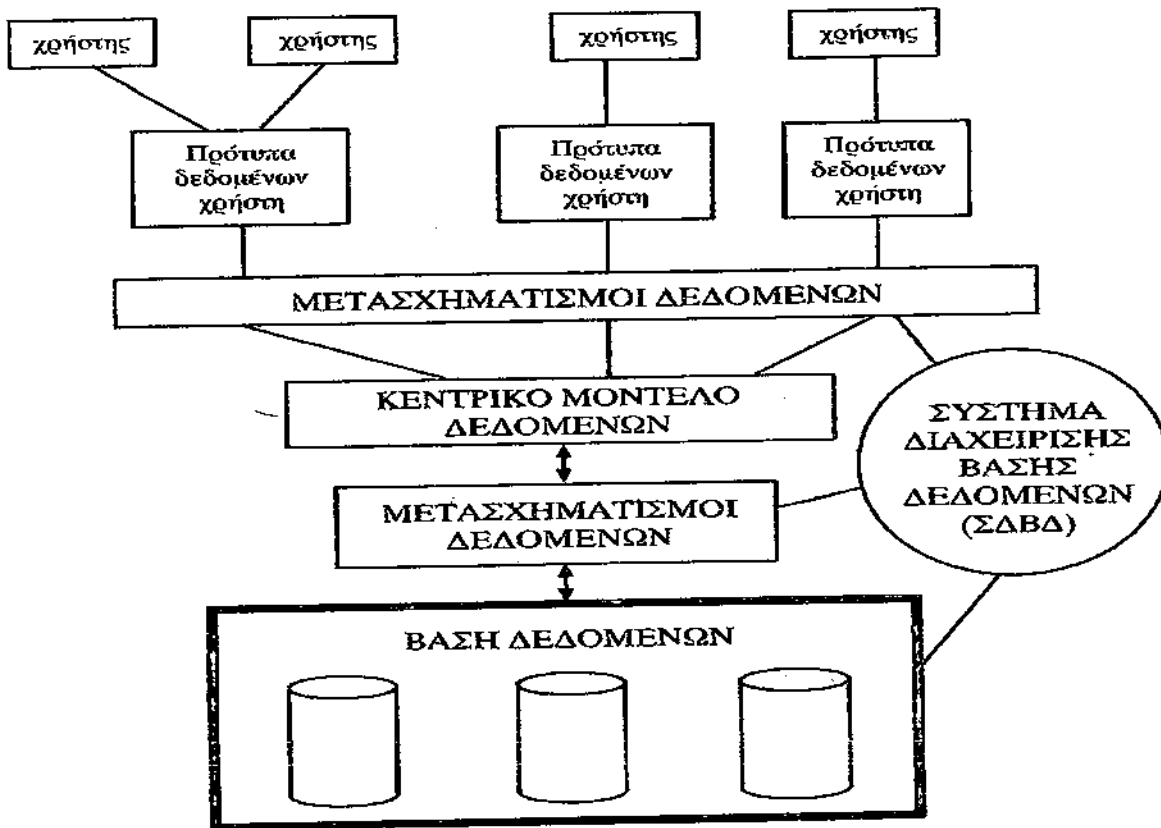 χρήστης
χρήστης
χρήστης
χρήστης
Πρότυπα
δεδομένων
χρήστη
Πρότυπα
δεδομένων
χρήστη
Πρότυπα
δεδομένων
χρήστη
ΜΕΤΑΣΧΗΜΑΤΙΣΜΟΙ ΔΕΔΟΜΕΝΩΝ
ΚΕΝΤΡΙΚΟ ΜΟΝΤΕΛΟ
ΔΕΔΟΜΕΝΩΝ
ΣΥΣΤΗΜΑ
ΔΙΑΧΕΙΡΙΣΗΣ
ΒΑΣΗΣ
ΔΕΔΟΜΕΝΩΝ
(ΣΔΒΔ)
ΜΕΤΑΣΧΗΜΑΤΙΣΜΟΙ
ΔΕΔΟΜΕΝΩΝ
ΒΑΣΗ ΔΕΔΟΜΕΝΩΝ